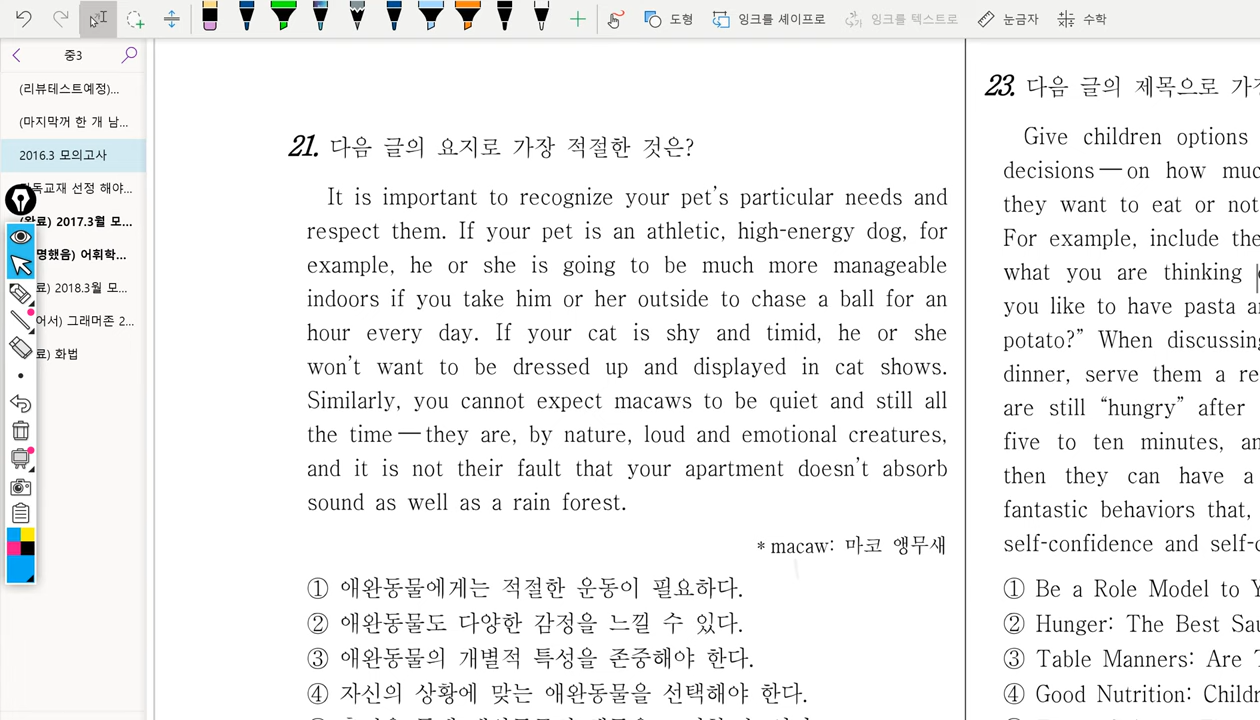 도형
잉크를 셰이프로
잉크를 텍스트로
눈금자
수학
중3
(리뷰테스트예정)...
(마지막꺼 한 개 남...
2016.3 모의고사
독교재 선정 해야...
료) 2017.3월 모...
명했음) 어휘학...
료) 2018.3월 모...
어서) 그래머존 2...
료) 화법
21. 다음 글의 요지로 가장 적절한 것은?
It is important to recognize your pet's particular needs and
respect them. If your pet is an athletic, high-energy dog, for
example, he or she is going to be much more manageable
indoors if you take him or her outside to chase a ball for an
hour every day. If your cat is shy and timid, he or she
won't want to be dressed up and displayed in cat shows.
Similarly, you cannot expect macaws to be quiet and still all
the time — they are, by nature, loud and emotional creatures,
and it is not their fault that your apartment doesn't absorb
sound as well as a rain forest.
* macaw: 마코 앵무새
① 애완동물에게는 적절한 운동이 필요하다.
② 애완동물도 다양한 감정을 느낄 수 있다.
③ 애완동물의 개별적 특성을 존중해야 한다.
④ 자신의 상황에 맞는 애완동물을 선택해야 한다.
23. 다음 글의 제목으로
Give children options
decisions — on how
they want to eat or not
For example, include
what you are thinking
you like to have pasta
potato?" When discussing
dinner, serve them a
are still "hungry" after
five to ten minutes,
then they can have a
fantastic behaviors that,
self-confidence and
① Be a Role Model to
② Hunger: The Best
③ Table Manners: Are
④ Good Nutrition: